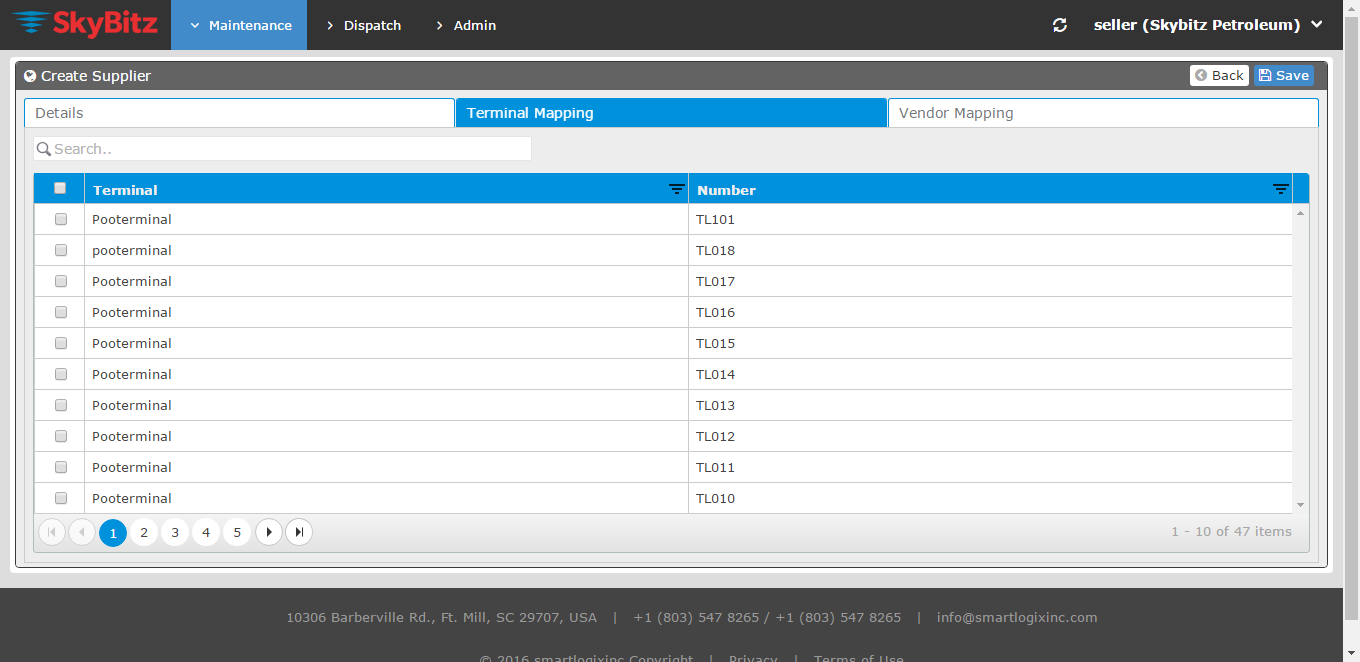 SkyBitz Maintenance Dispatch Admin seller (Skybitz Petroleum)
Create Supplier Back Save
Details Terminal Mapping Vendor Mapping
Search..
Terminal Number
Pooterminal TL101
pooterminal TL018
Pooterminal TL017
Pooterminal TL016
Pooterminal TL015
Pooterminal TL014
Pooterminal TL013
Pooterminal TL012
Pooterminal TL011
Pooterminal TL010
1 2 3 4 5 1 - 10 of 47 items
10306 Barberville Rd., Ft. Mill, SC 29707, USA | +1 (803) 547 8265 / +1 (803) 547 8265 | info@smartlogixinc.com
© 2016 smartlogixinc Copyright | Privacy | Terms of Use